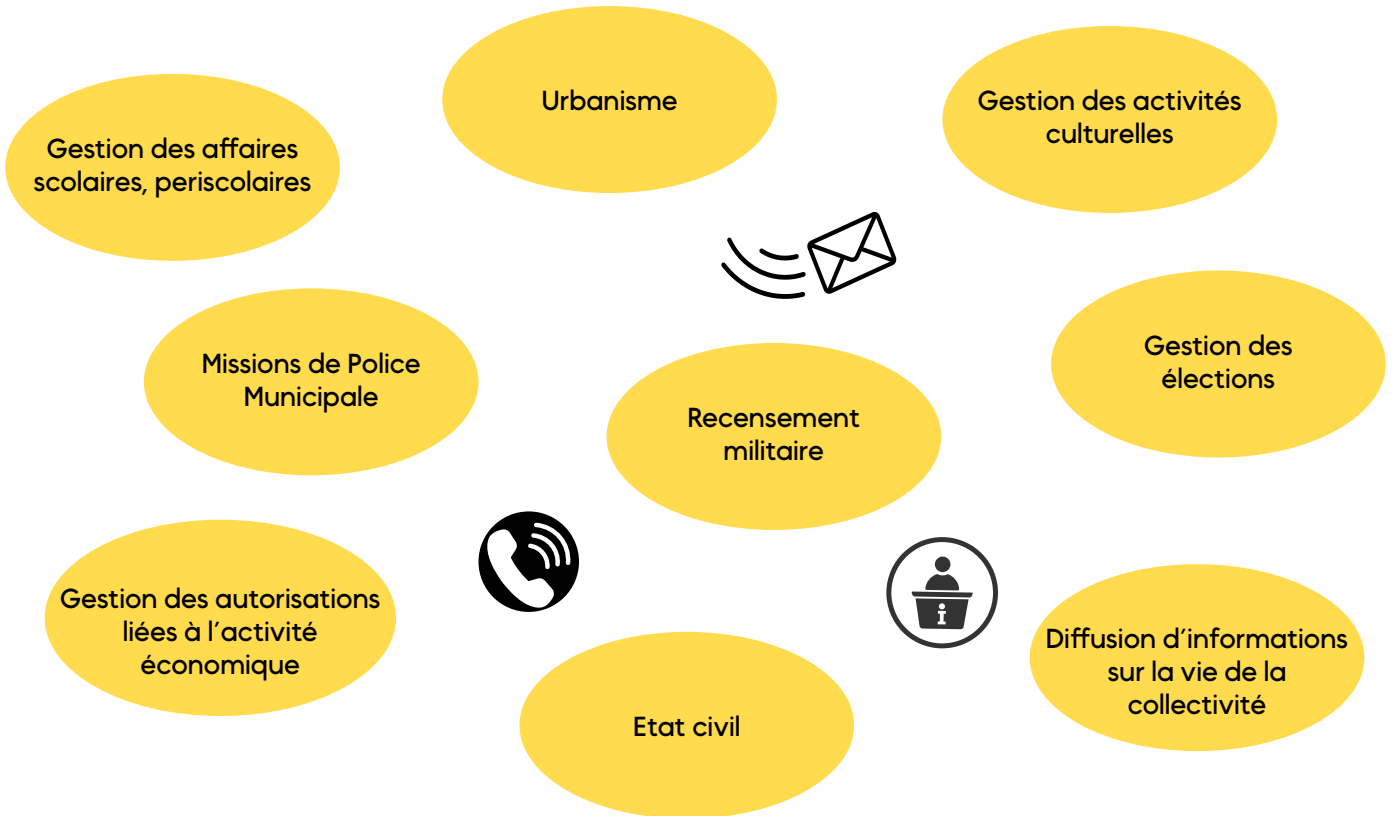 Urbanisme
Gestion des activités
culturelles
Gestion des affaires
scolaires, periscolaires
Missions de Police
Municipale
Gestion des
élections
Recensement
militaire
Gestion des autorisations
liées à l'activité
économique
i
Diffusion d'informations
sur la vie de la
collectivité
Etat civil